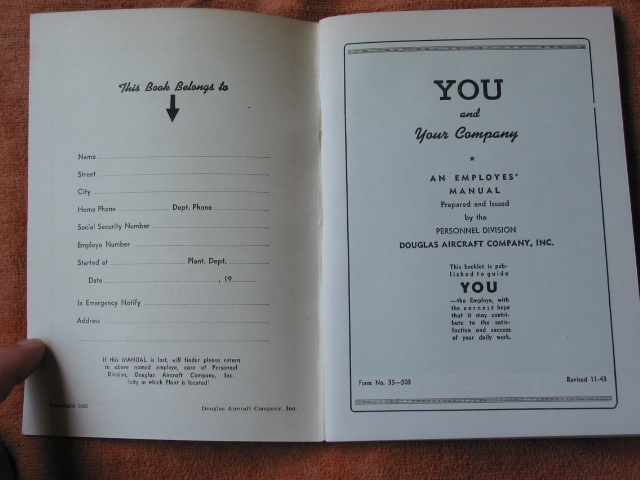 This Book Belongs to
Name
Street
City
Home Phone Dept. Phone
Social Security Number
Employe Number
Started at Plant, Dept.
Date , 19
In Emergency Notify
Address
If this MANUAL is lost, will finder please return
to above named employe, care of Personnel
Division, Douglas Aircraft Company, Inc.
(city in which Plant is located)
Copyright 1942 Douglas Aircraft Company, Inc.
YOU
and
Your Company
*
AN EMPLOYES'
MANUAL
Prepared and Issued
by the
PERSONNEL DIVISION
DOUGLAS AIRCRAFT COMPANY, INC.
This booklet is pub-
lished to guide
YOU
—the Employe, with
the earnest hope
that it may contri-
bute to the satis-
faction and success
of your daily work.
Form No. 35—503 Revised 11-43